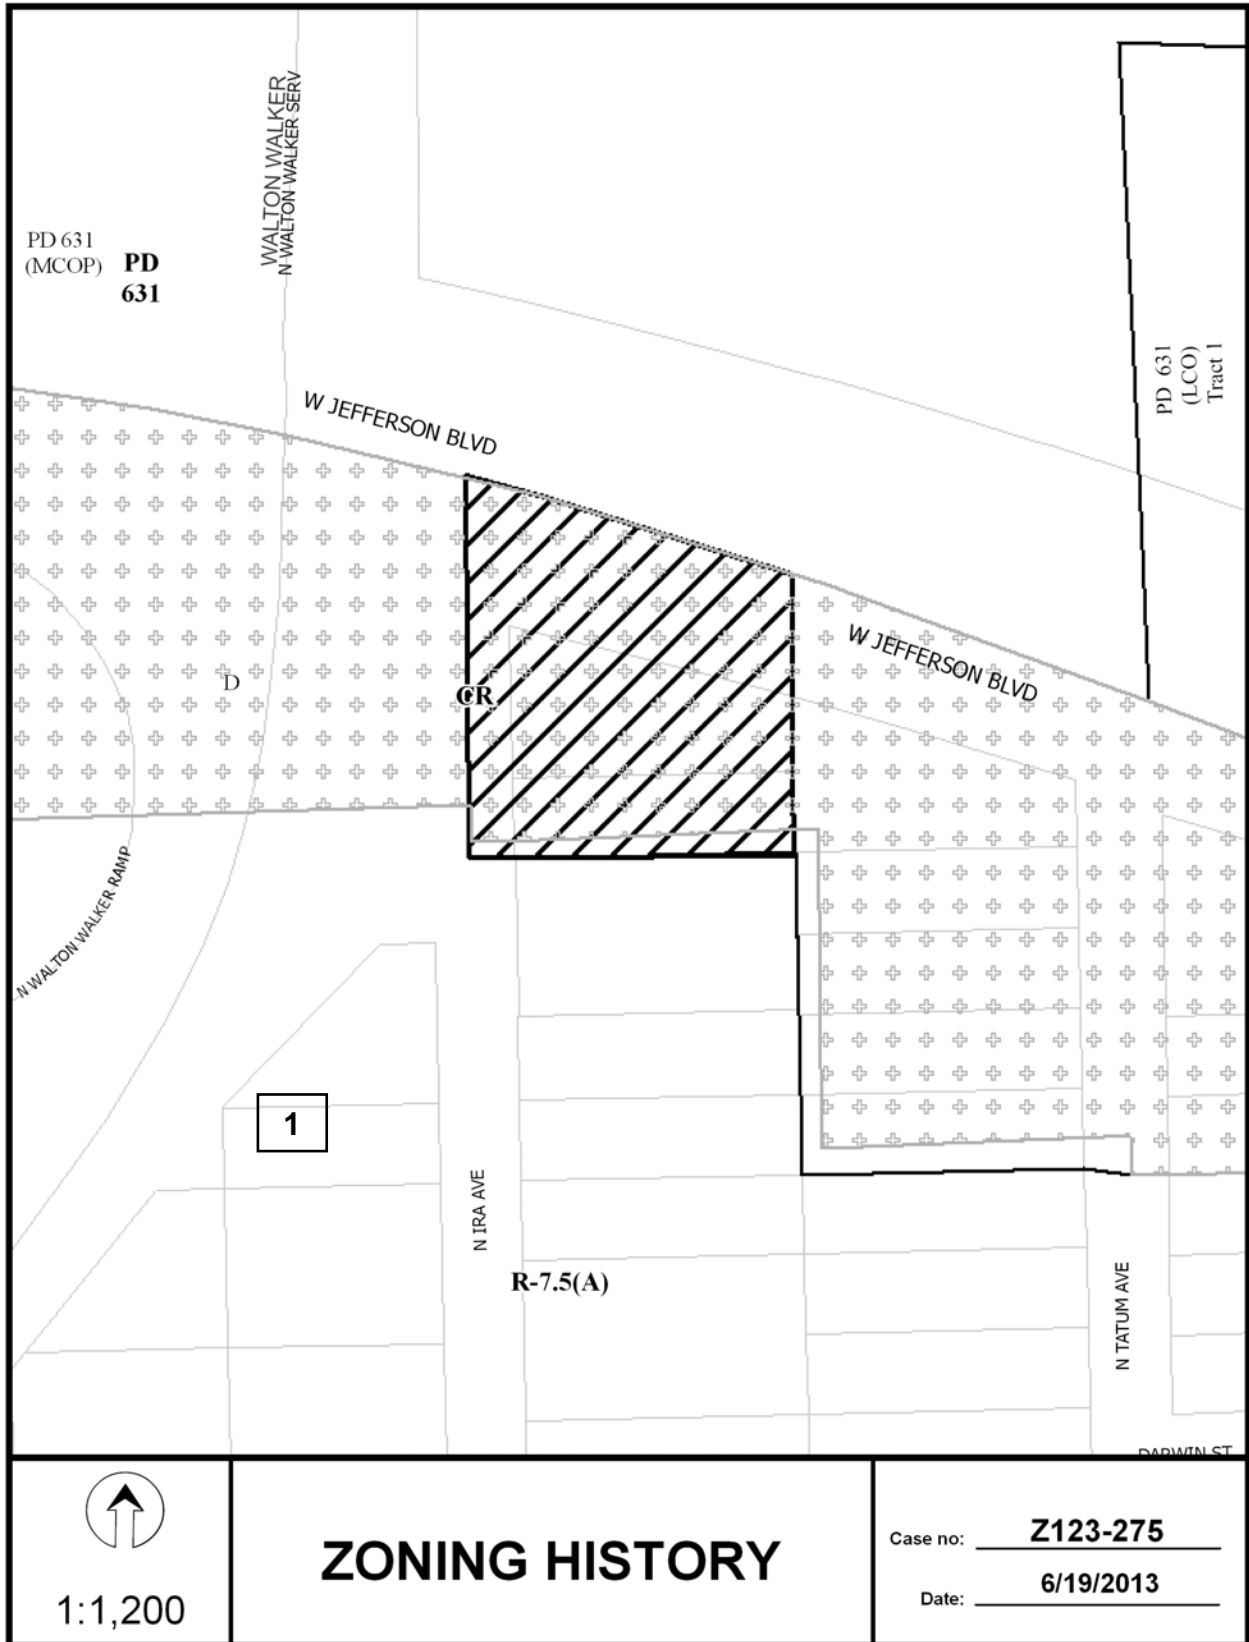 WALTON WALKER
N WALTON WALKER SERV
PD 631
(MCOP)
PD
631
PD 631
(LCO)
Tract 1
W JEFFERSON BLVD
W JEFFERSON BLVD
D
CR
N WALTON WALKER RAMP
1
N IRA AVE
R-7.5(A)
N TATUM AVE
DARWIN ST
1:1,200
ZONING HISTORY
Case no: Z123-275
Date: 6/19/2013